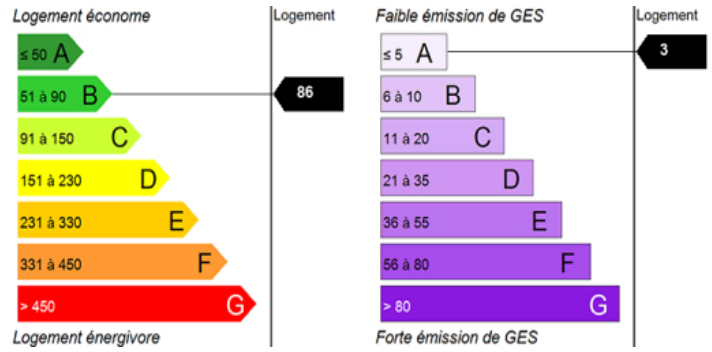 Logement économe
Logement
≤ 50 A
51 à 90 B
86
91 à 150 C
151 à 230 D
231 à 330 E
331 à 450 F
> 450 G
Logement énergivore
Faible émission de GES
Logement
≤ 5 A
3
6 à 10 B
11 à 20 C
21 à 35 D
36 à 55 E
56 à 80 F
> 80 G
Forte émission de GES